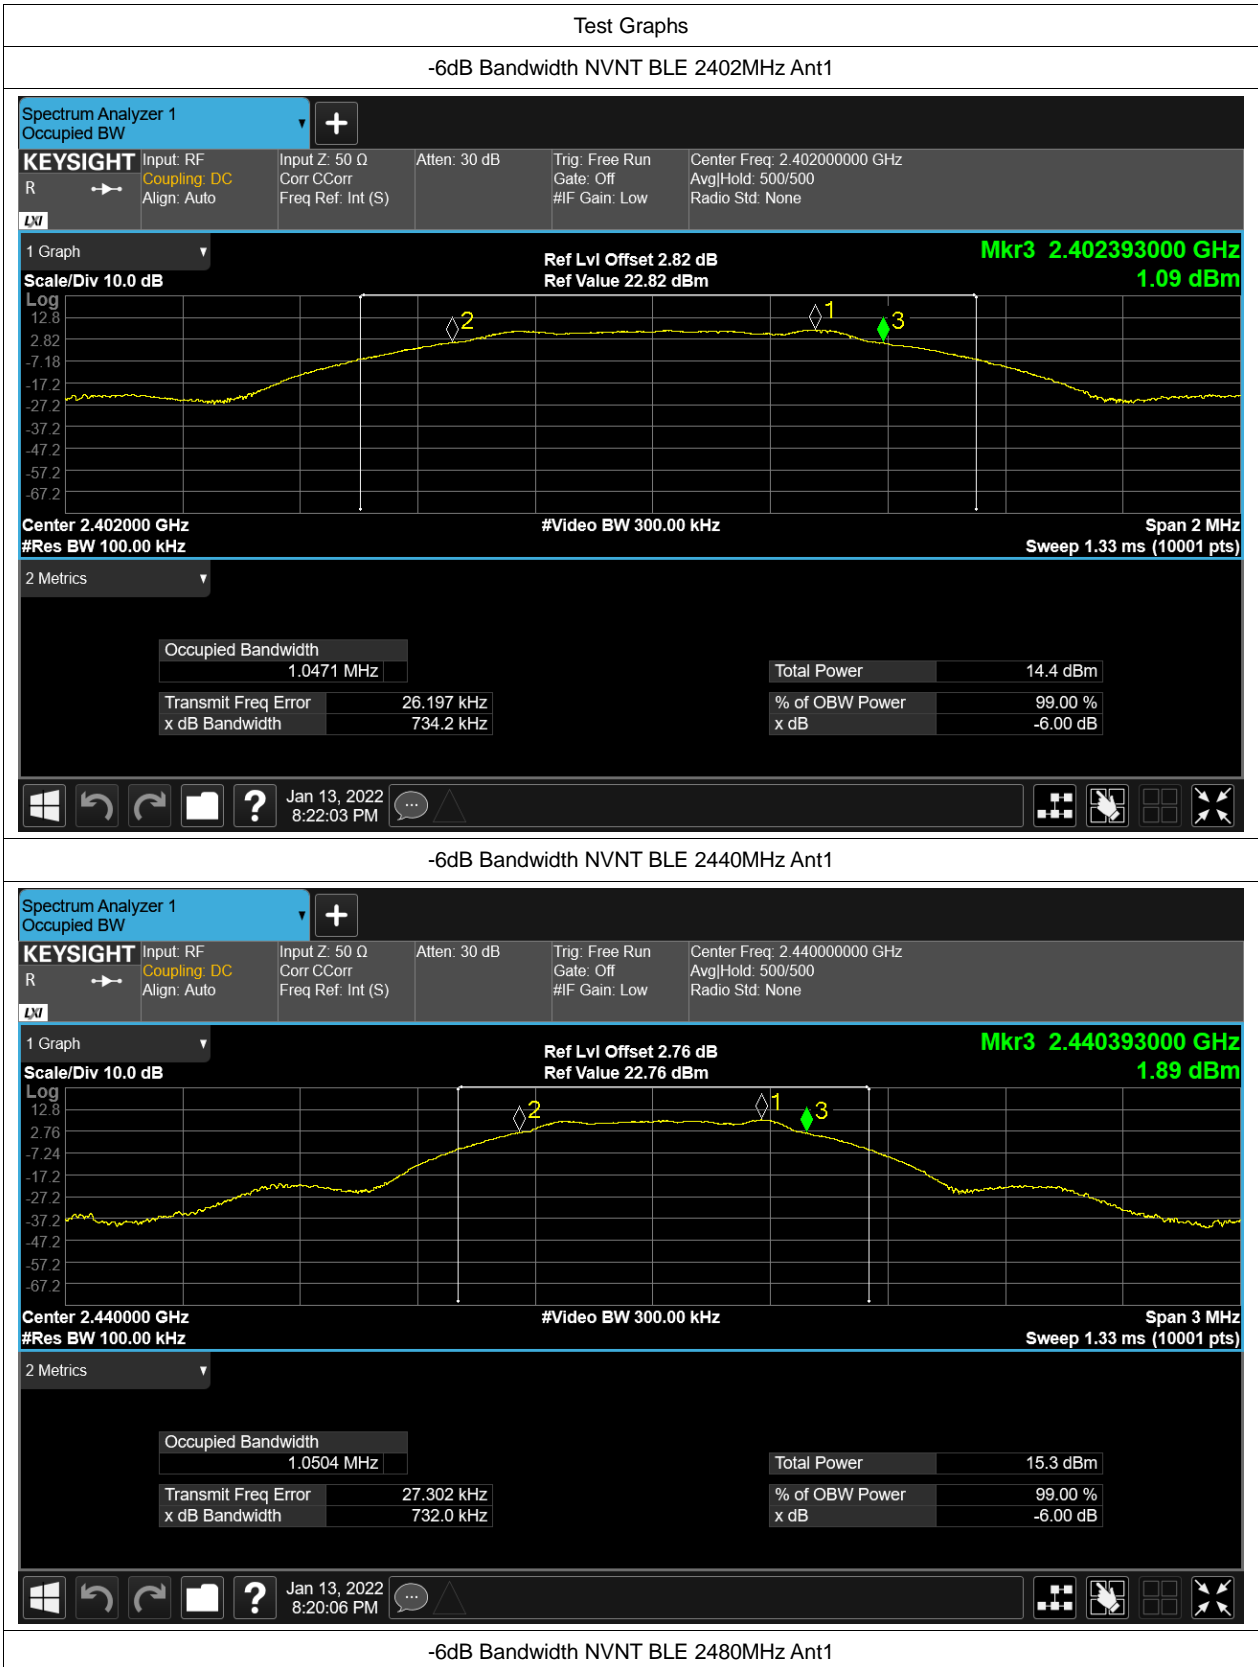 Test Graphs
-6dB Bandwidth NVNT BLE 2402MHz Ant1
Spectrum Analyzer 1
Occupied BW
KEYSIGHT Input: RF Input Z: 50 Ω Atten: 30 dB Trig: Free Run Center Freq: 2.402000000 GHz
R Coupling: DC Corr CCorr Gate: Off Avg|Hold: 500/500
Align: Auto Freq Ref: Int (S) #IF Gain: Low Radio Std: None
LXI
1 Graph Ref Lvl Offset 2.82 dB Mkr3 2.402393000 GHz
Scale/Div 10.0 dB Ref Value 22.82 dBm 1.09 dBm
Log
12.8
2.82
-7.18
-17.2
-27.2
-37.2
-47.2
-57.2
-67.2
2 1 3
Center 2.402000 GHz #Video BW 300.00 kHz Span 2 MHz
#Res BW 100.00 kHz Sweep 1.33 ms (10001 pts)
2 Metrics
Occupied Bandwidth
1.0471 MHz Total Power 14.4 dBm
Transmit Freq Error 26.197 kHz % of OBW Power 99.00 %
x dB Bandwidth 734.2 kHz x dB -6.00 dB
? Jan 13, 2022
8:22:03 PM
-6dB Bandwidth NVNT BLE 2440MHz Ant1
Spectrum Analyzer 1
Occupied BW
KEYSIGHT Input: RF Input Z: 50 Ω Atten: 30 dB Trig: Free Run Center Freq: 2.440000000 GHz
R Coupling: DC Corr CCorr Gate: Off Avg|Hold: 500/500
Align: Auto Freq Ref: Int (S) #IF Gain: Low Radio Std: None
LXI
1 Graph Ref Lvl Offset 2.76 dB Mkr3 2.440393000 GHz
Scale/Div 10.0 dB Ref Value 22.76 dBm 1.89 dBm
Log
12.8
2.76
-7.24
-17.2
-27.2
-37.2
-47.2
-57.2
-67.2
2 1 3
Center 2.440000 GHz #Video BW 300.00 kHz Span 3 MHz
#Res BW 100.00 kHz Sweep 1.33 ms (10001 pts)
2 Metrics
Occupied Bandwidth
1.0504 MHz Total Power 15.3 dBm
Transmit Freq Error 27.302 kHz % of OBW Power 99.00 %
x dB Bandwidth 732.0 kHz x dB -6.00 dB
? Jan 13, 2022
8:20:06 PM
-6dB Bandwidth NVNT BLE 2480MHz Ant1